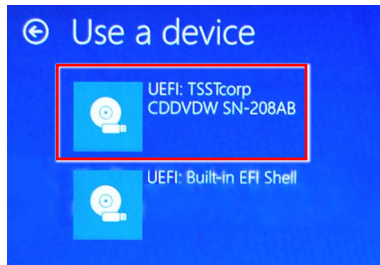 Use a device
UEFI: TSSTcorp
CDDVDW SN-208AB
UEFI: Built-in EFI Shell